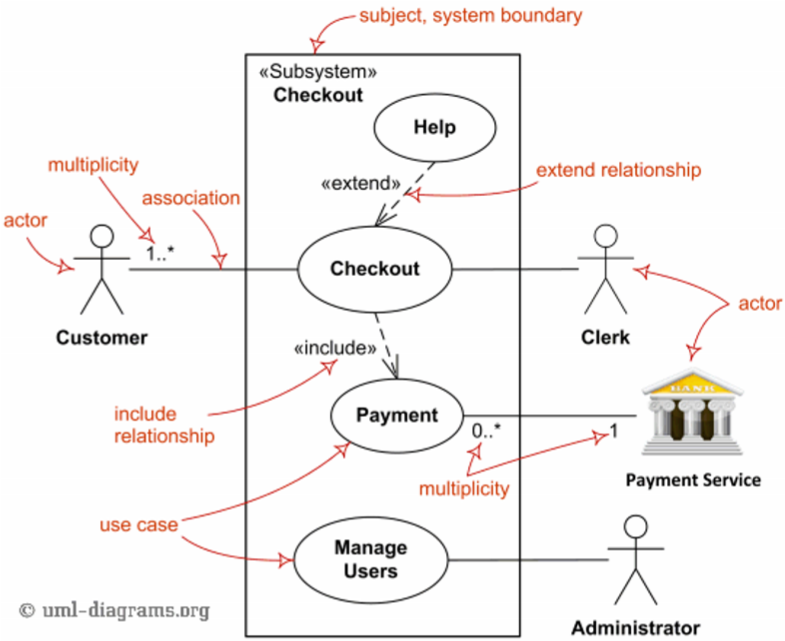 subject, system boundary
«Subsystem»
Checkout
Help
multiplicity
«extend»
extend relationship
association
actor
1..*
Checkout
Customer
Clerk
actor
«include»
include
relationship
Payment
0..*
1
multiplicity
BANK
Payment Service
use case
Manage
Users
Administrator
© uml-diagrams.org